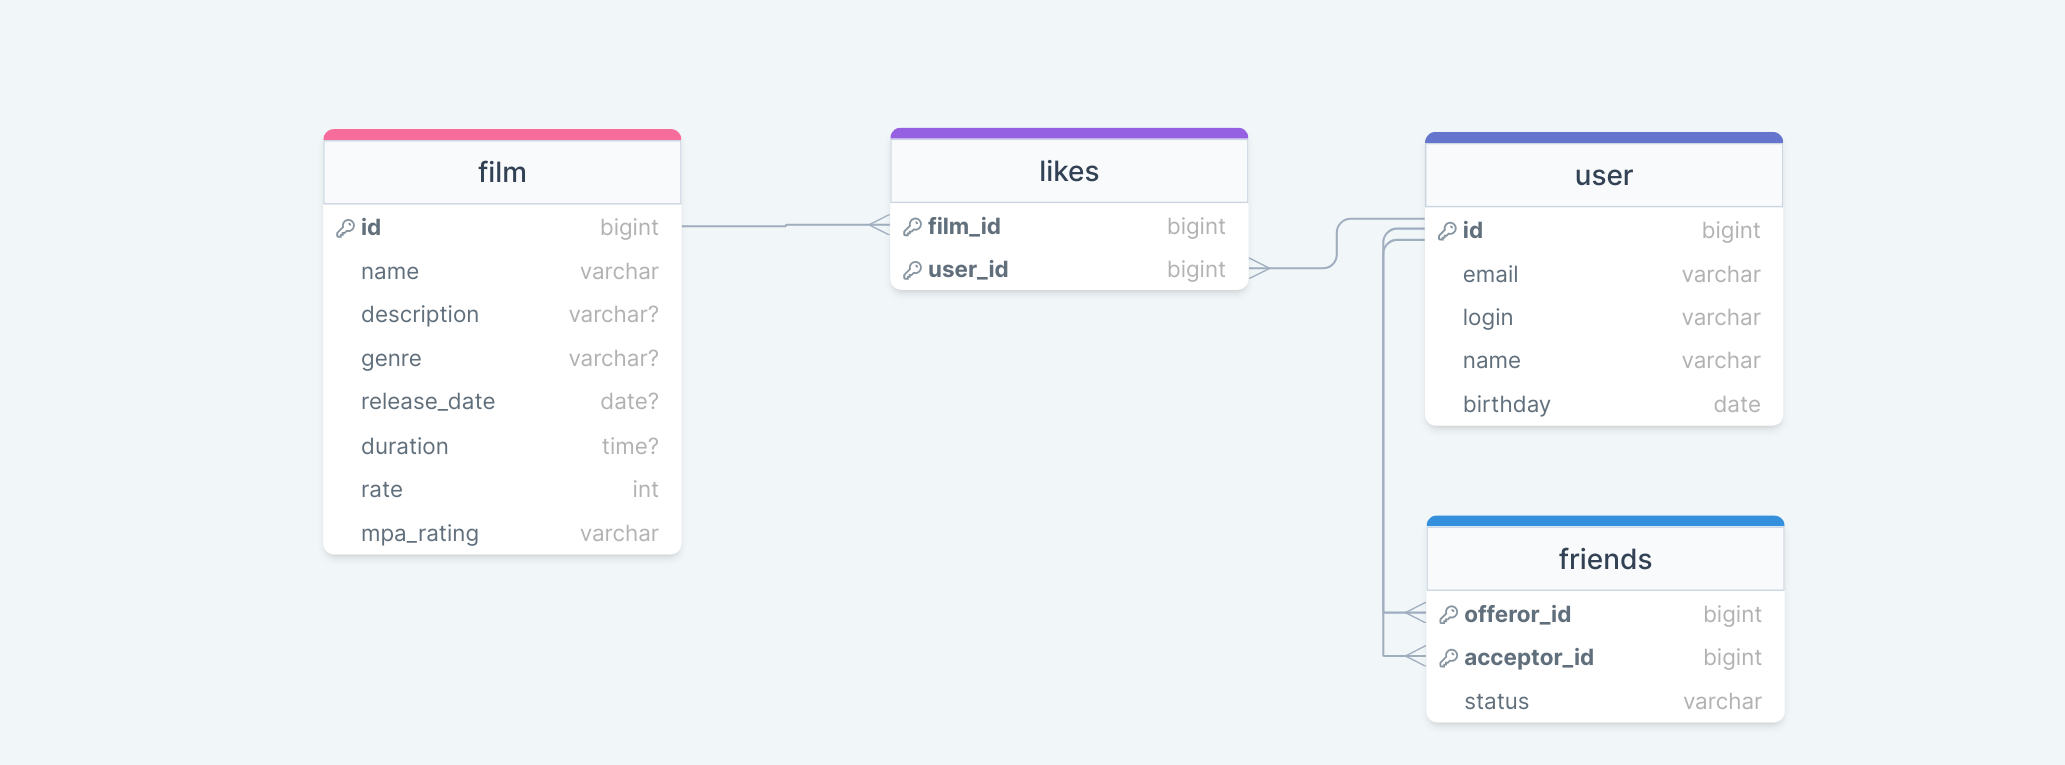 film
id bigint
name varchar
description varchar?
genre varchar?
release_date date?
duration time?
rate int
mpa_rating varchar
likes
film_id bigint
user_id bigint
user
id bigint
email varchar
login varchar
name varchar
birthday date
friends
offeror_id bigint
acceptor_id bigint
status varchar